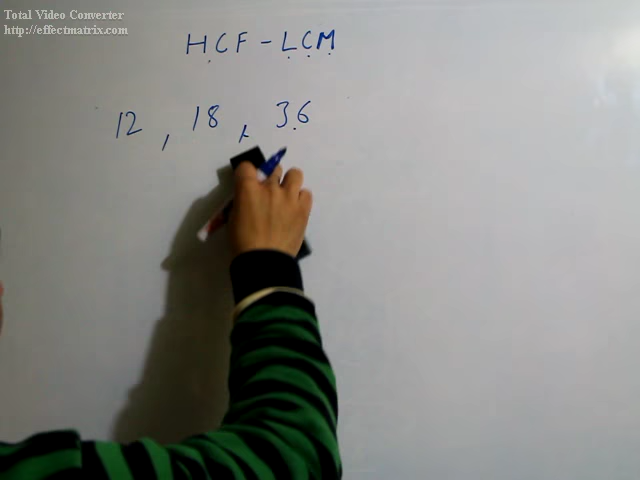 Total Video Converter
http://effectmatrix.com
HCF - LCM
12, 18, 36